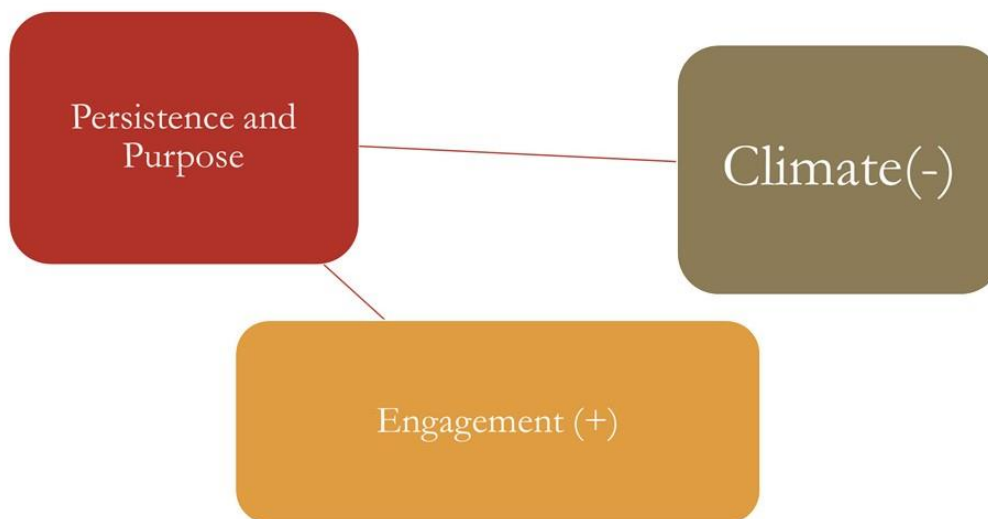 Persistence and
Purpose
Climate(-)
Engagement (+)